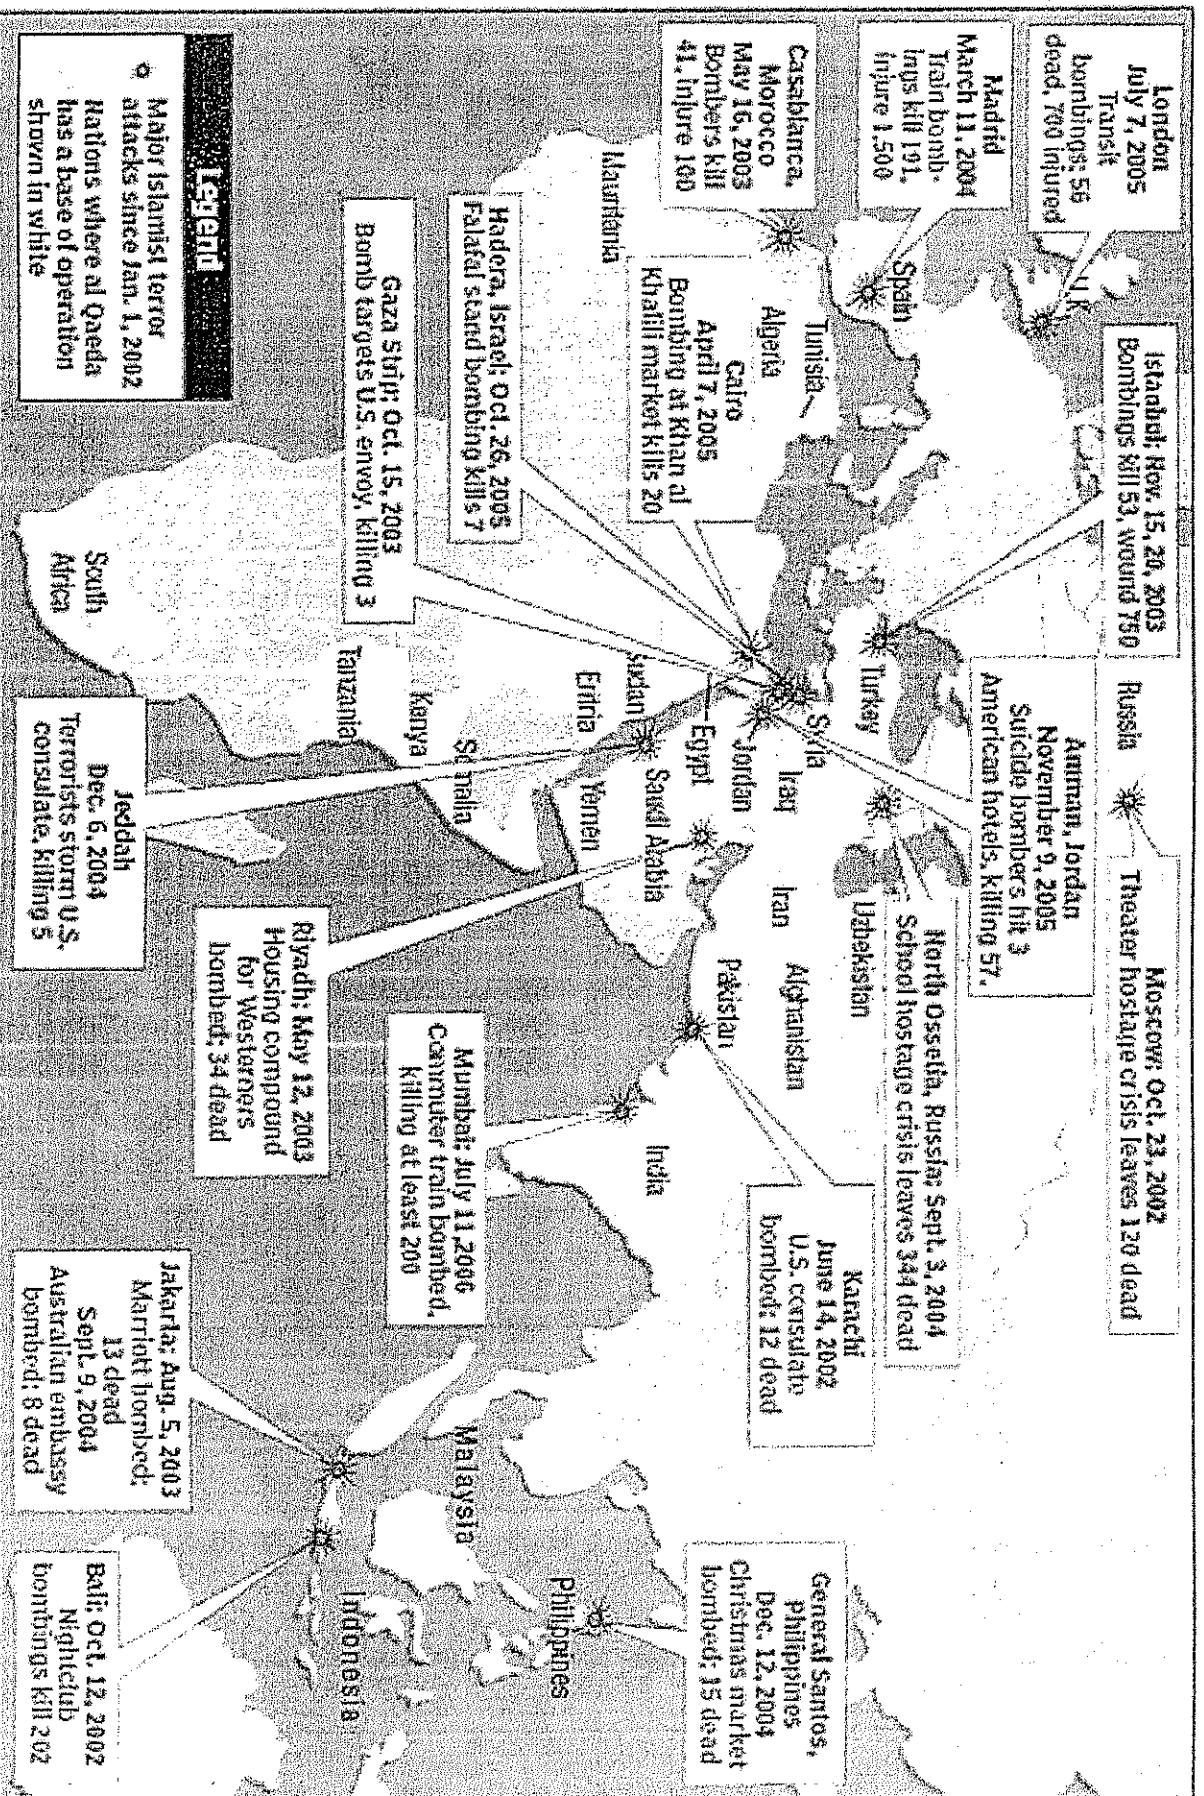 London
July 7, 2005
Transit
bombings; 56
dead, 700 injured
Madrid
March 11, 2004
Train bomb-
ings kill 191,
injure 1,500
Casablanca,
Morocco
May 16, 2003
Bombers kill
41, injure 100
Istanbul; Nov. 15, 20, 2003
Bombings kill 53, wound 750
Moscow; Oct. 23, 2002
Theater hostage crisis leaves 120 dead
Amman, Jordan
November 9, 2005
Suicide bombers hit 3
American hotels, killing 57.
North Ossetia, Russia; Sept. 3, 2004
School hostage crisis leaves 344 dead
Karachi
June 14, 2002
U.S. consulate
bombed; 12 dead
General Santos,
Philippines
Dec. 12, 2004
Christmas market
bombed; 15 dead
Cairo
April 7, 2005
Bombing at Khan al
Khalili market kills 20
Hadera, Israel; Oct. 26, 2005
Falafal stand bombing kills 7
Gaza Strip; Oct. 15, 2003
Bomb targets U.S. envoy, killing 3
Mumbai; July 11, 2006
Commuter train bombed,
killing at least 200
Riyadh; May 12, 2003
Housing compound
for Westerners
bombed; 34 dead
Jeddah
Dec. 6, 2004
Terrorists storm U.S.
consulate, killing 5
Jakarta; Aug. 5, 2003
Marriott bombed;
13 dead
Sept. 9, 2004
Australian embassy
bombed; 8 dead
Bali; Oct. 12, 2002
Nightclub
bombings kill 202
U.K.
Russia
Spain
Tunisia
Algeria
Mauritania
Turkey
Syria
Iraq
Jordan
Egypt
Saudi Arabia
Yemen
Sudan
Eritria
Somalia
Kenya
Tanzania
South
Africa
Uzbekistan
Iran
Afghanistan
Pakistan
India
Malaysia
Philippines
Indonesia
Legend
Major Islamist terror
attacks since Jan. 1, 2002
Nations where al Qaeda
has a base of operation
shown in white